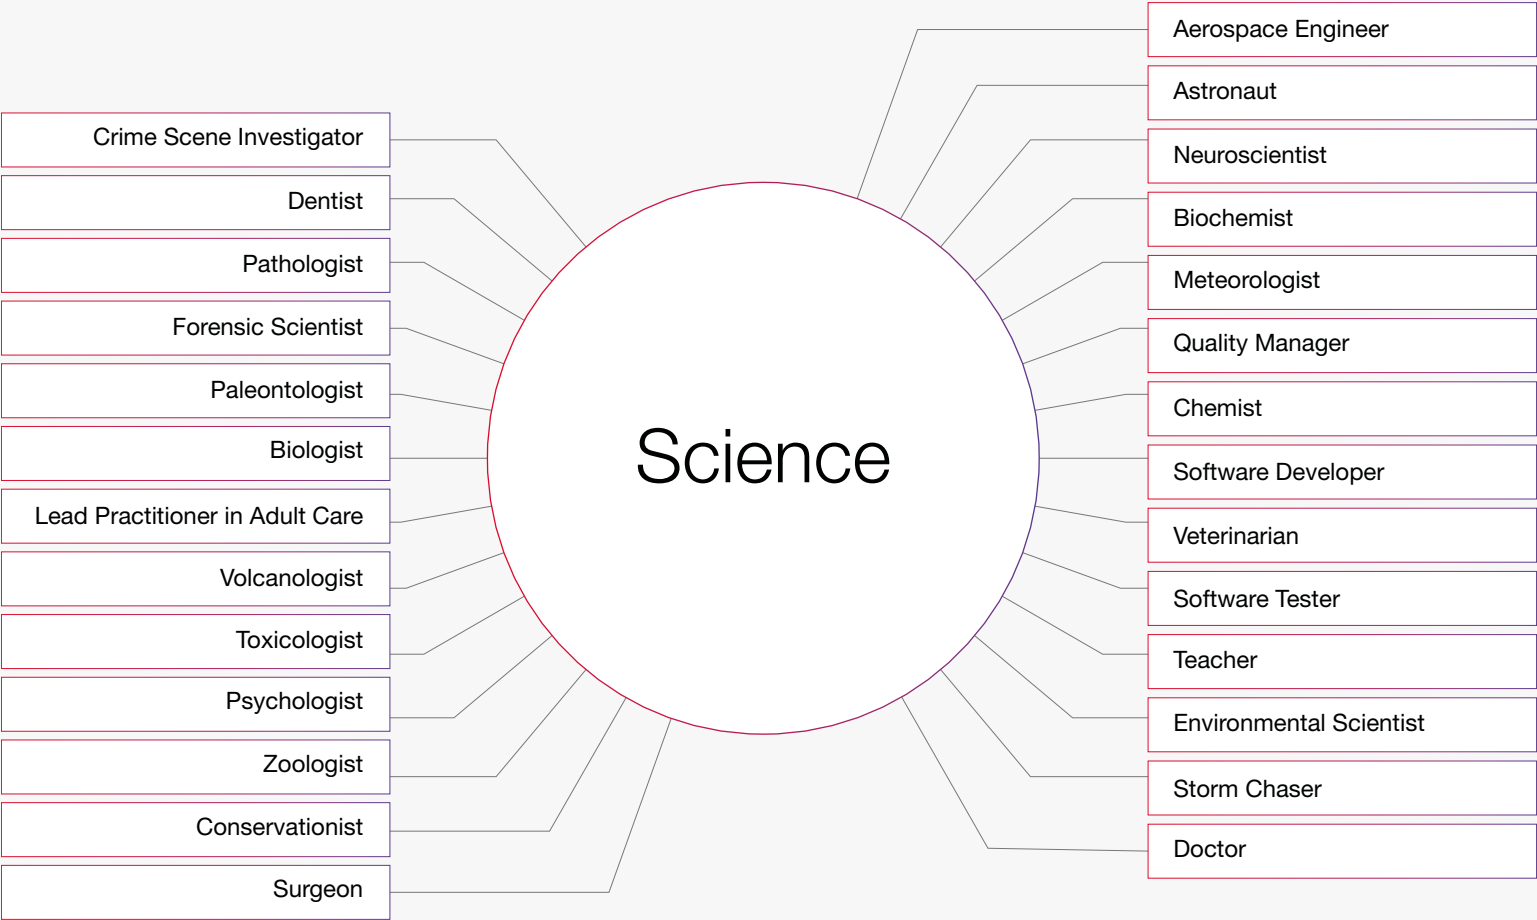 Crime Scene Investigator
Dentist
Pathologist
Forensic Scientist
Paleontologist
Biologist
Lead Practitioner in Adult Care
Volcanologist
Toxicologist
Psychologist
Zoologist
Conservationist
Surgeon
Science
Aerospace Engineer
Astronaut
Neuroscientist
Biochemist
Meteorologist
Quality Manager
Chemist
Software Developer
Veterinarian
Software Tester
Teacher
Environmental Scientist
Storm Chaser
Doctor